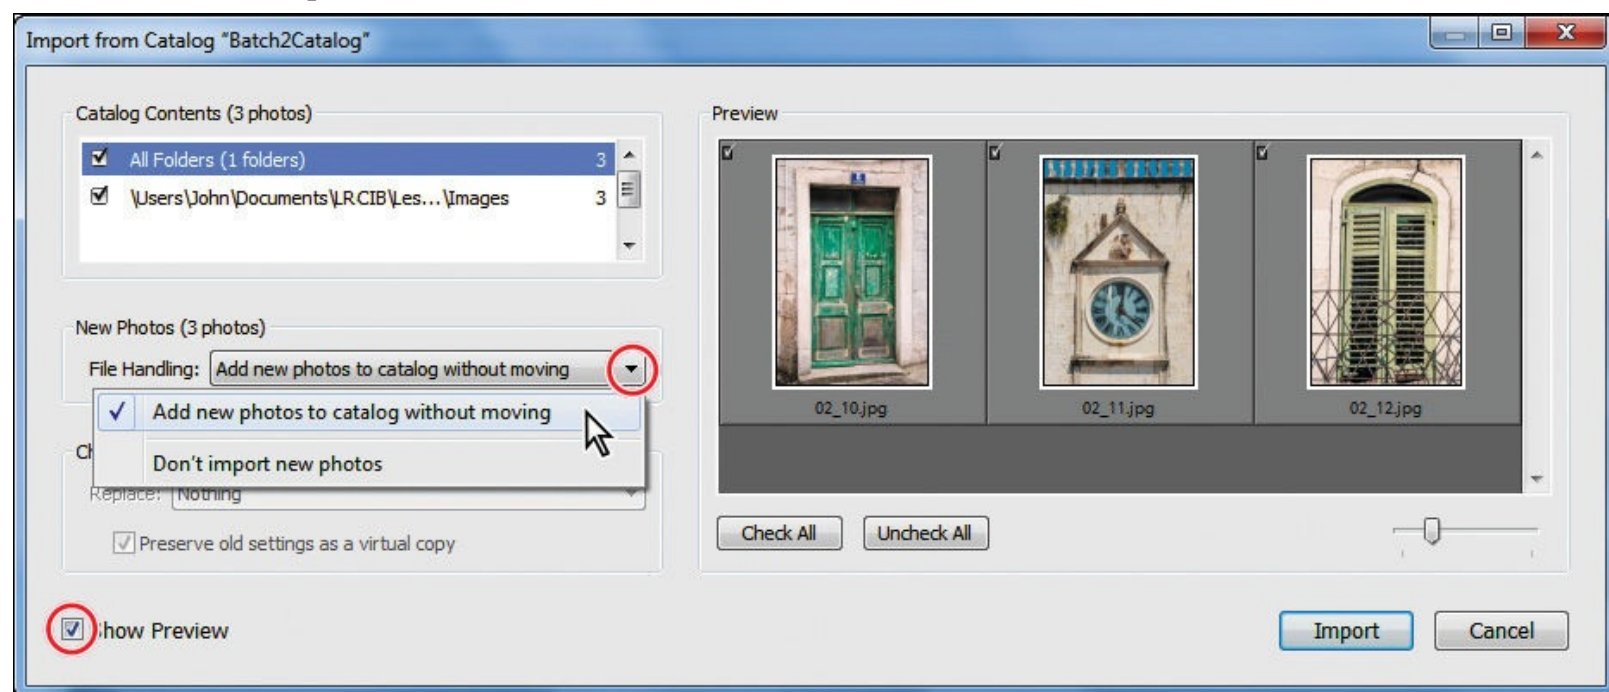 Import from Catalog "Batch2Catalog"
Catalog Contents (3 photos)
All Folders (1 folders) 3
\Users\John\Documents\LRCIB\Les...\Images 3
New Photos (3 photos)
File Handling: Add new photos to catalog without moving
Add new photos to catalog without moving
Don't import new photos
Replace: Nothing
Preserve old settings as a virtual copy
Show Preview
Preview
02_10.jpg 02_11.jpg 02_12.jpg
Check All Uncheck All
Import Cancel